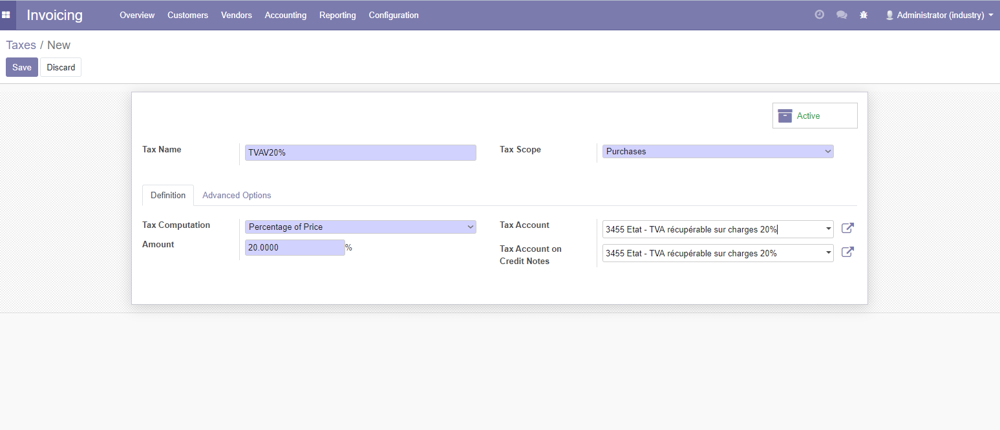 Invoicing Overview Customers Vendors Accounting Reporting Configuration Administrator (industry)
Taxes / New
Save Discard
Active
Tax Name TVAV20% Tax Scope Purchases
Definition Advanced Options
Tax Computation Percentage of Price Tax Account 3455 Etat - TVA récupérable sur charges 20%
Amount 20.0000 %
Tax Account on
Credit Notes 3455 Etat - TVA récupérable sur charges 20%